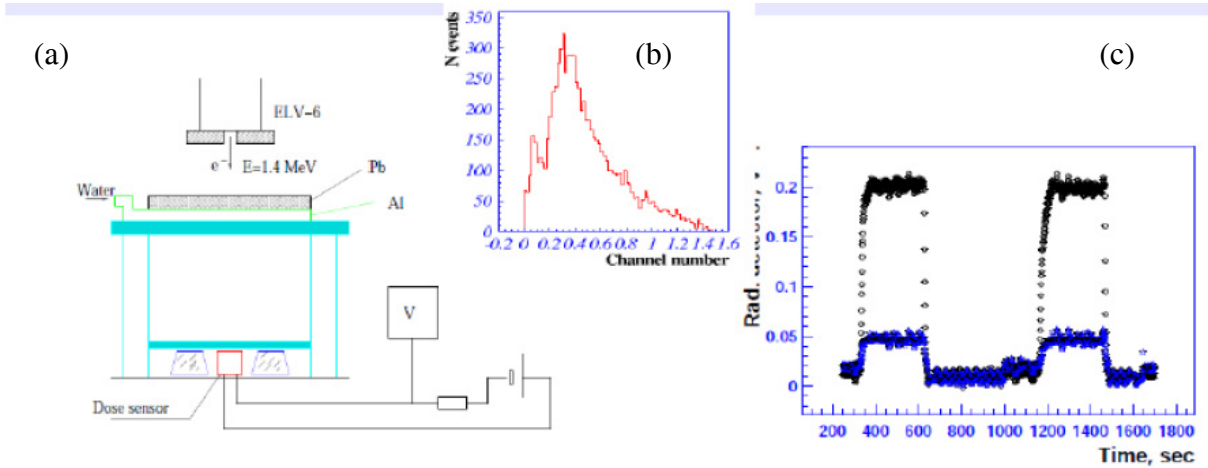 (a)
ELV-6
e⁻
E=1.4 MeV
Pb
Water
Al
V
Dose sensor
(b)
N events
350
300
250
200
150
100
50
0
-0.2 0 0.2 0.4 0.6 0.8 1 1.2 1.4 1.6
Channel number
(c)
Rad.
0.2
0.15
0.1
0.05
0
200 400 600 800 1000 1200 1400 1600 1800
Time, sec